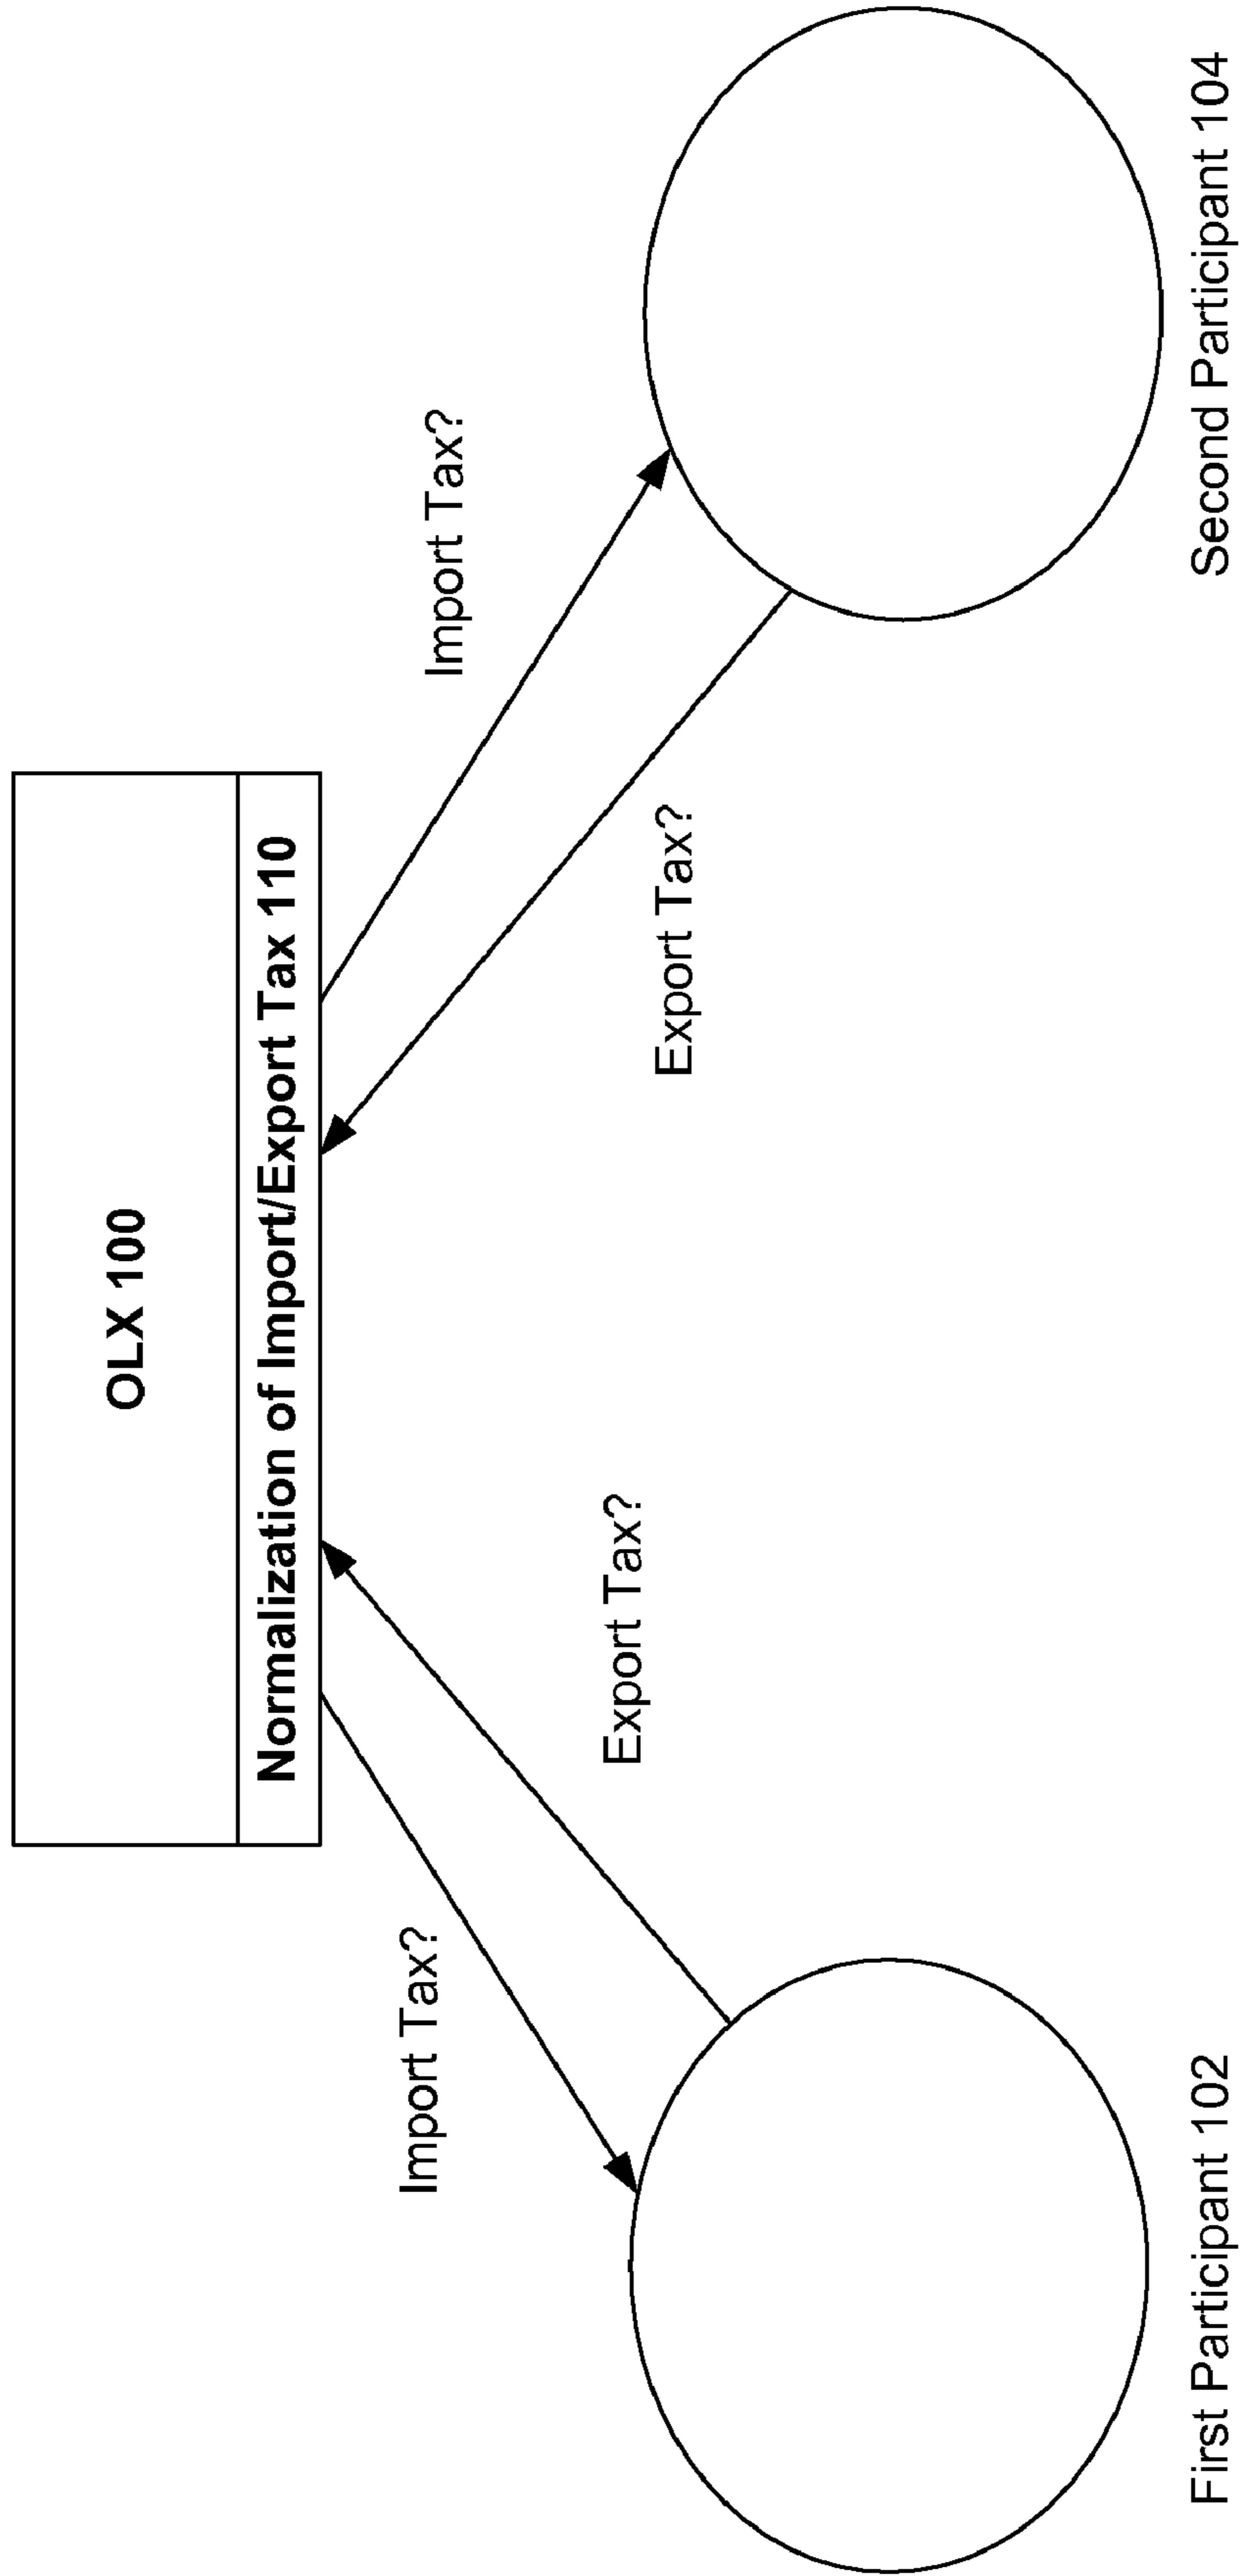 OLX 100
Normalization of Import/Export Tax 110
Import Tax?
Import Tax?
Export Tax?
Export Tax?
First Participant 102
Second Participant 104